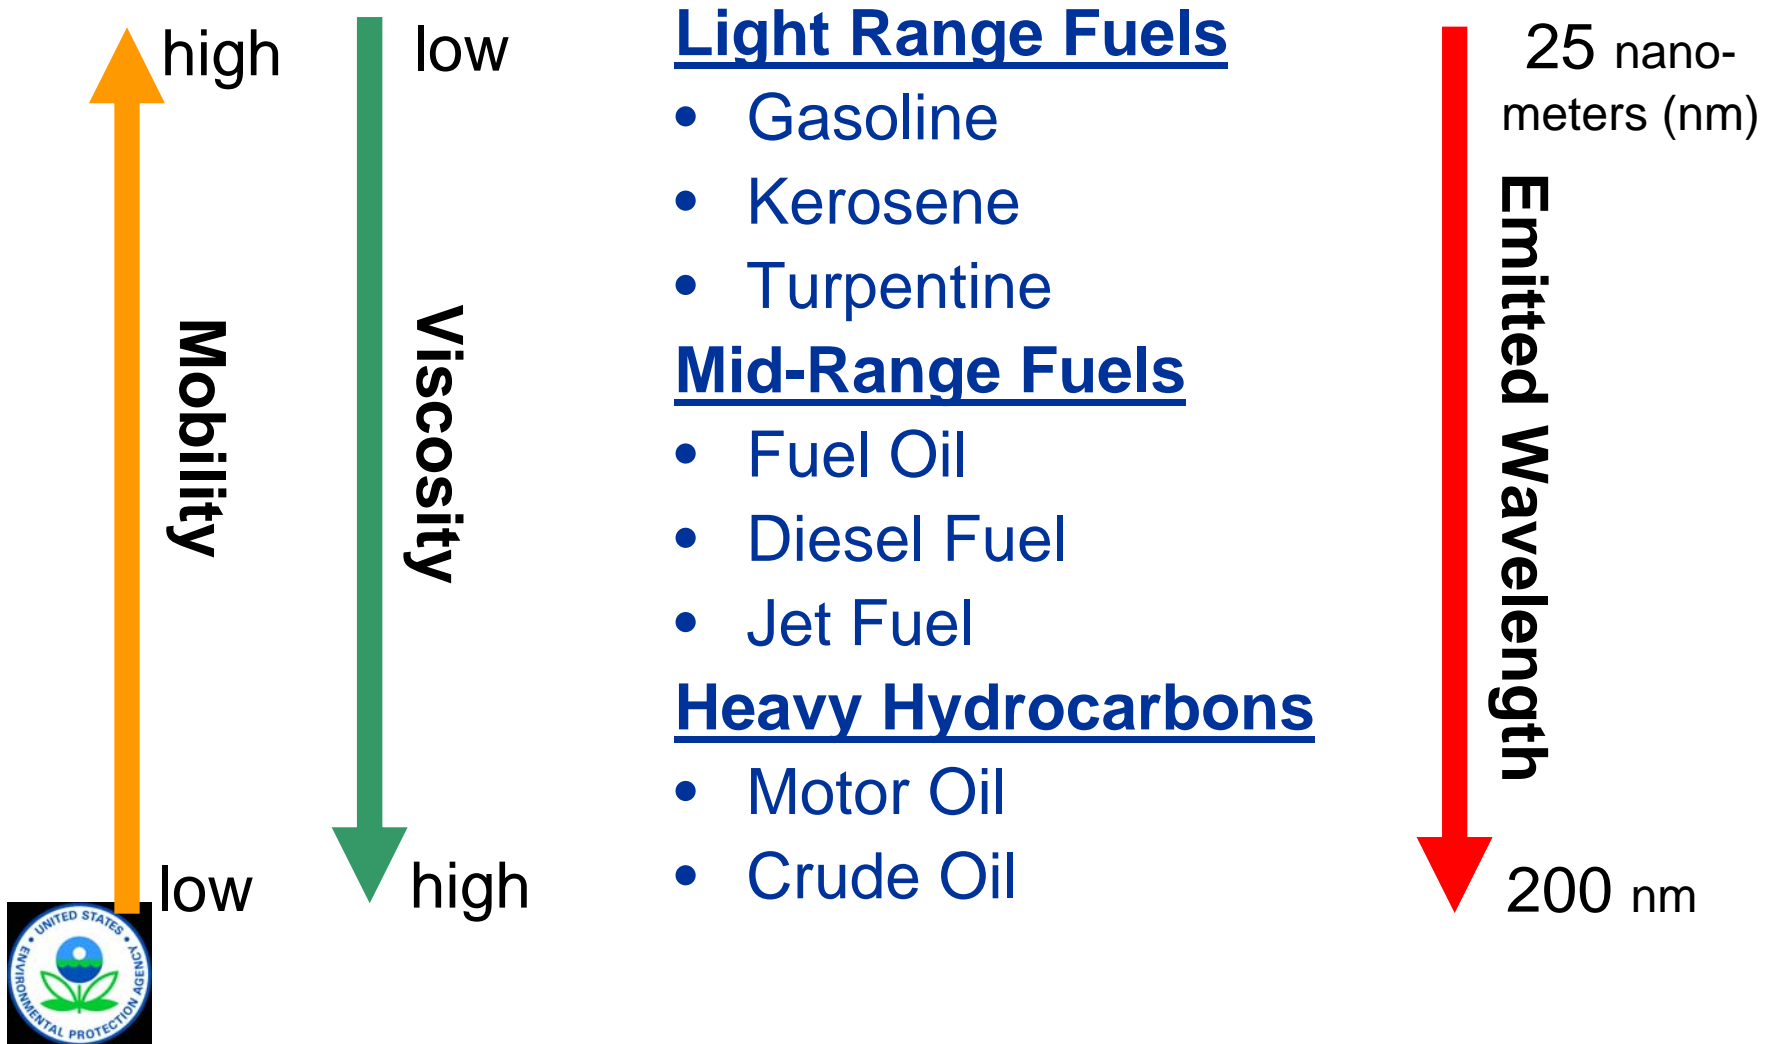 high
low
Mobility
low
high
Viscosity
Light Range Fuels
• Gasoline
• Kerosene
• Turpentine
Mid-Range Fuels
• Fuel Oil
• Diesel Fuel
• Jet Fuel
Heavy Hydrocarbons
• Motor Oil
• Crude Oil
25 nano-
meters (nm)
Emitted Wavelength
200 nm
UNITED STATES
ENVIRONMENTAL PROTECTION AGENCY